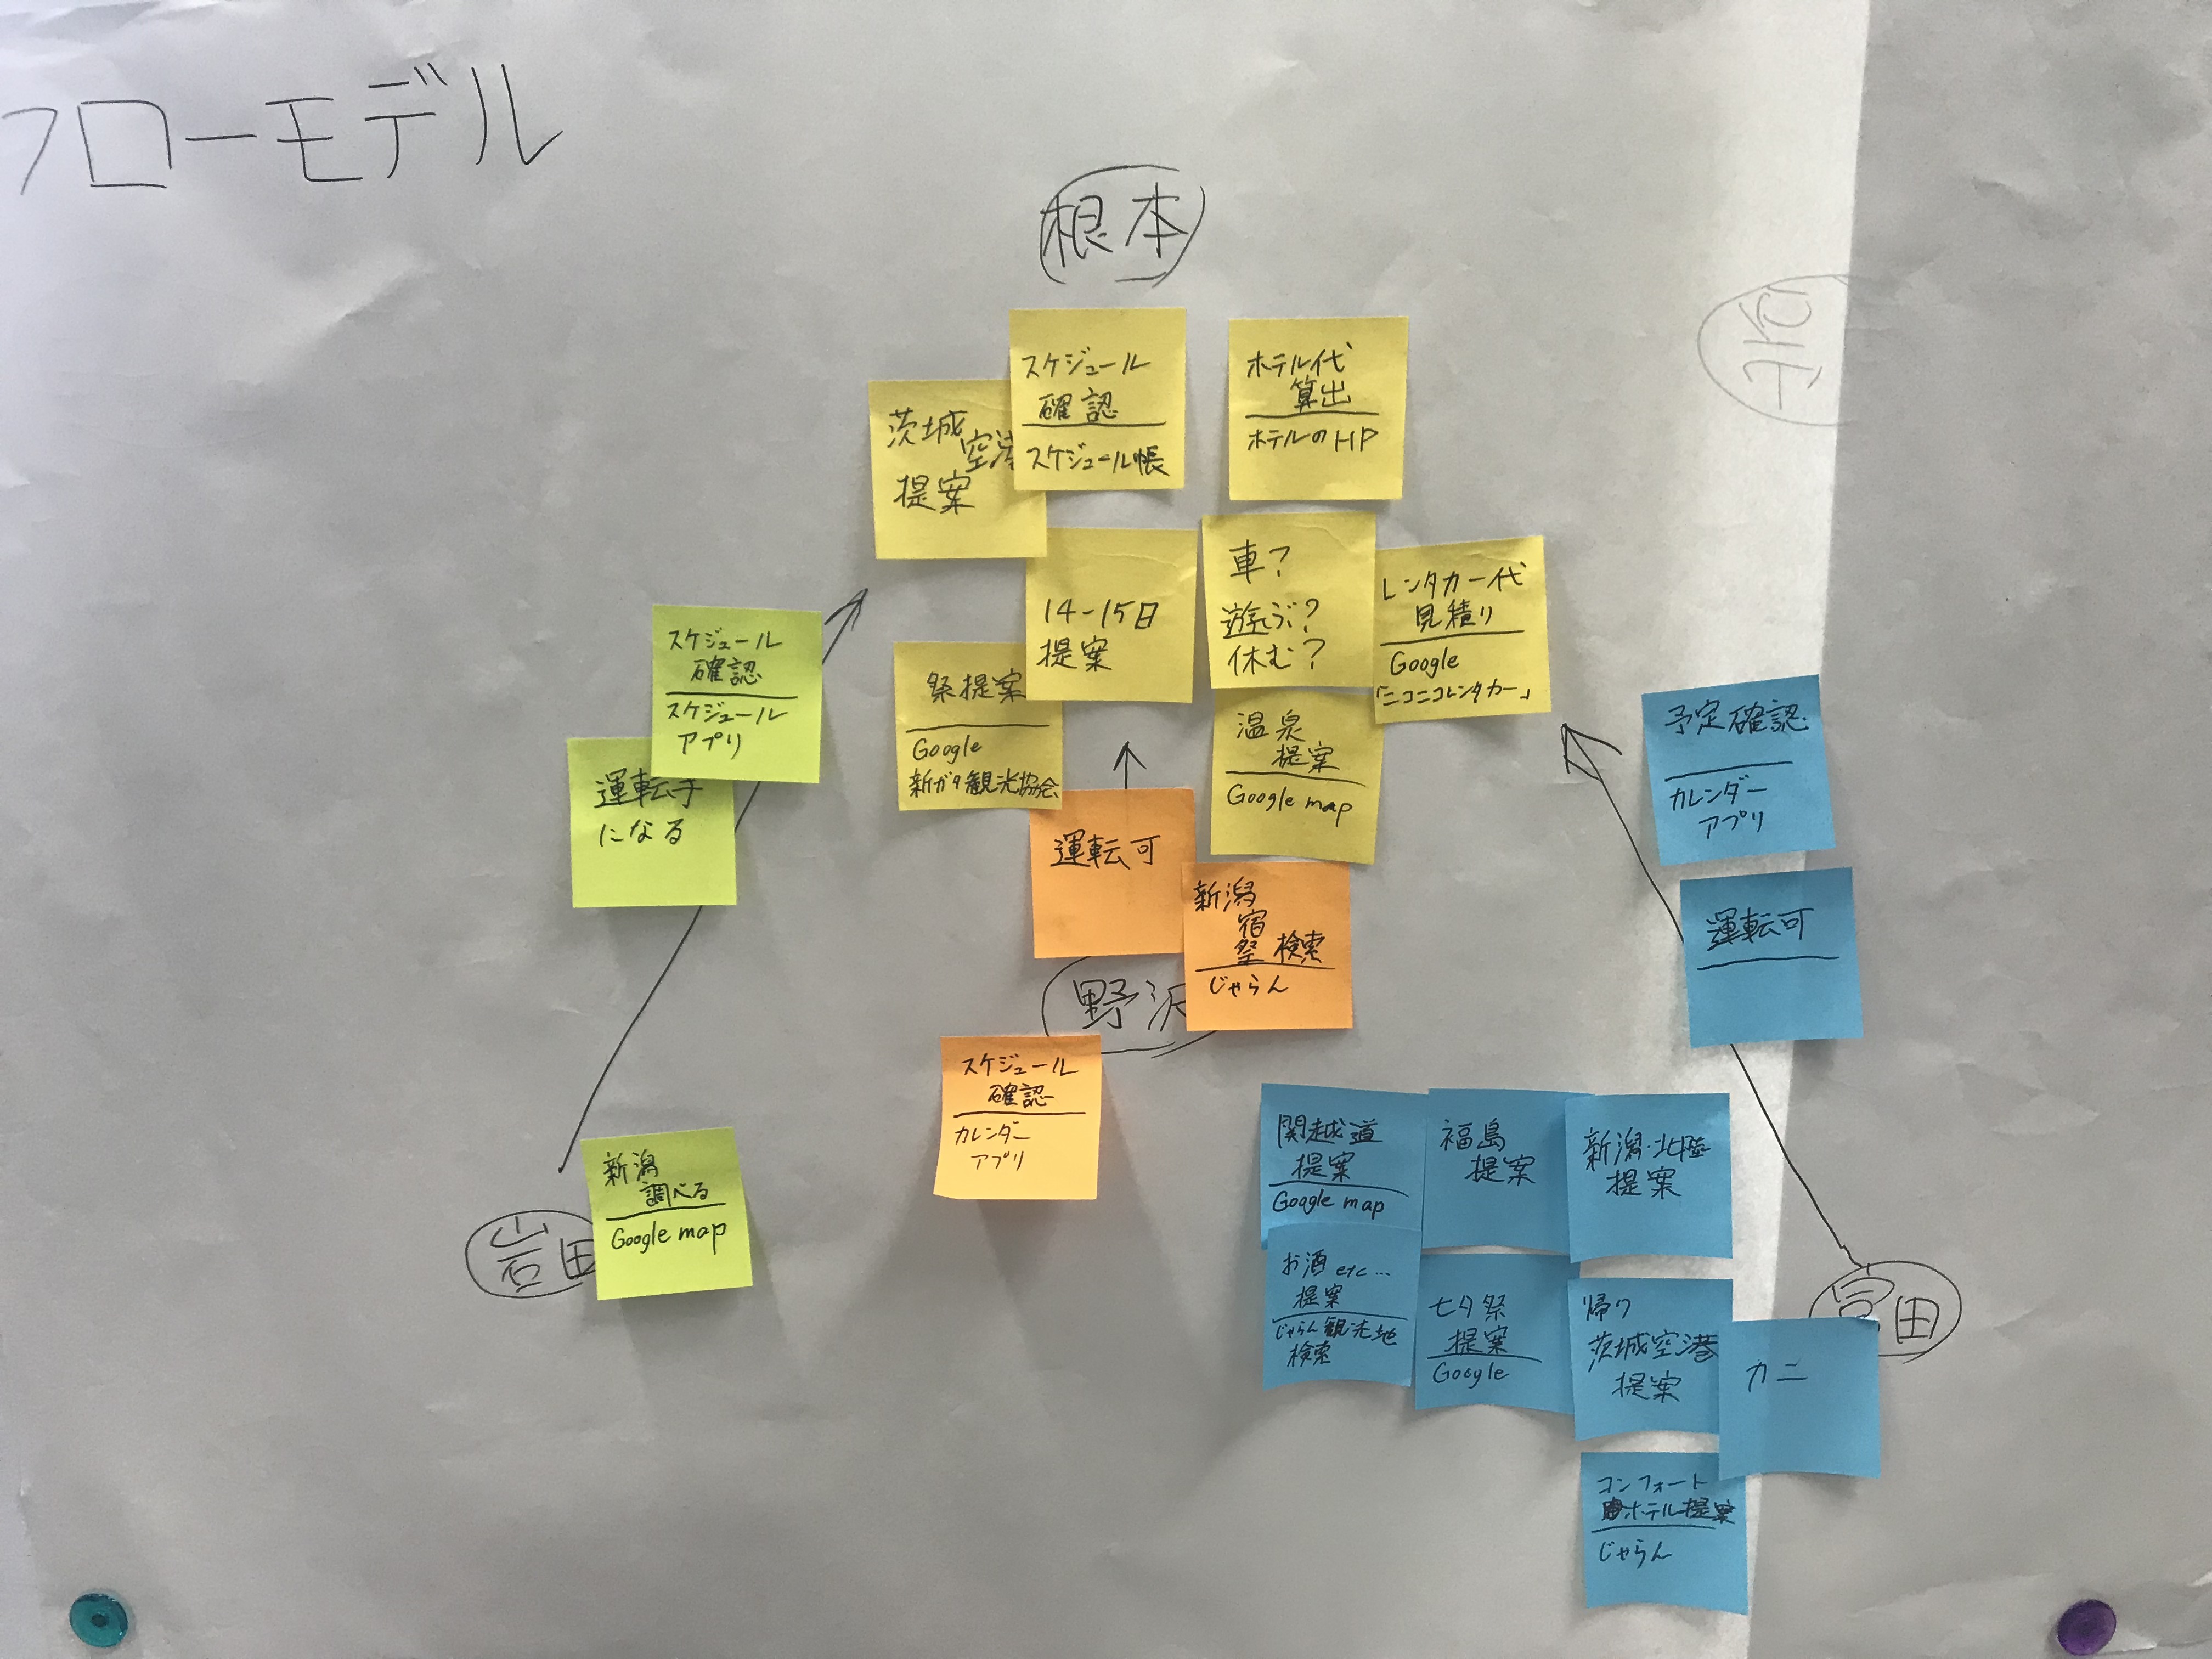 フローモデル
根本
スケジュール
確認
スケジュール帳
ホテル代
算出
ホテルのHP
茨城
空港
提案
14-15日
提案
車?
遊ぶ?
休む?
レンタカー代
見積り
Google
「ニコニコレンタカー」
祭提案
Google
新ガタ観光協会
温泉
提案
Google map
スケジュール
確認
スケジュール
アプリ
運転手
になる
新潟
調べる
Google map
岩田
運転可
新潟
宿
祭 検索
じゃらん
野沢
スケジュール
確認
カレンダー
アプリ
予定確認
カレンダー
アプリ
運転可
関越道
提案
Google map
福島
提案
新潟・北陸
提案
お酒 etc...
提案
じゃらん観光地
検索
七夕祭
提案
Google
帰り
茨城空港
提案
カニ
コンフォート
ホテル提案
じゃらん
田